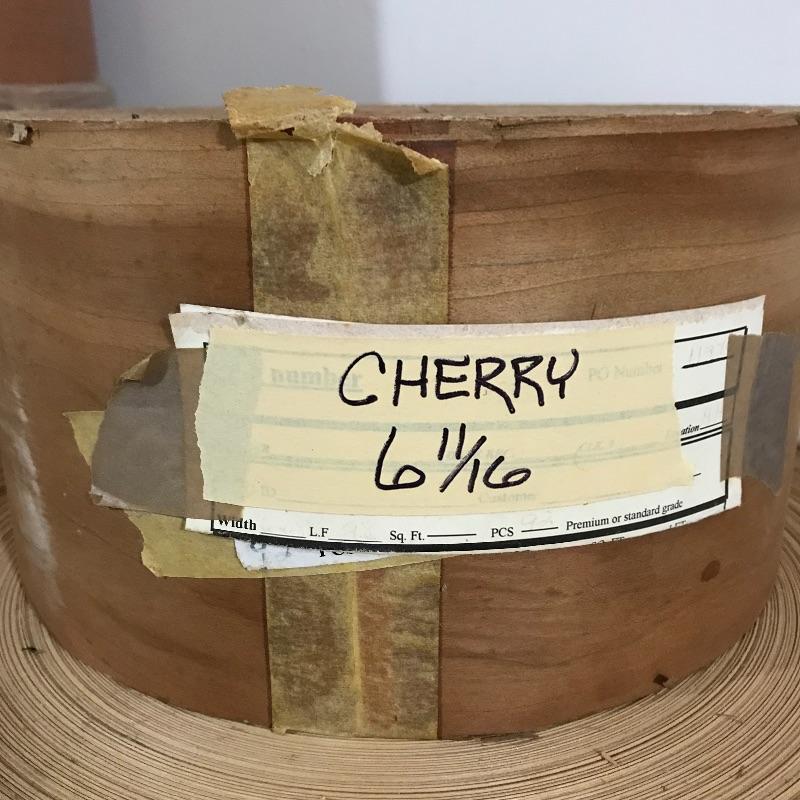 number
PO Number
CHERRY
6 11/16
Customer
Width L.F Sq. Ft. PCS Premium or standard grade